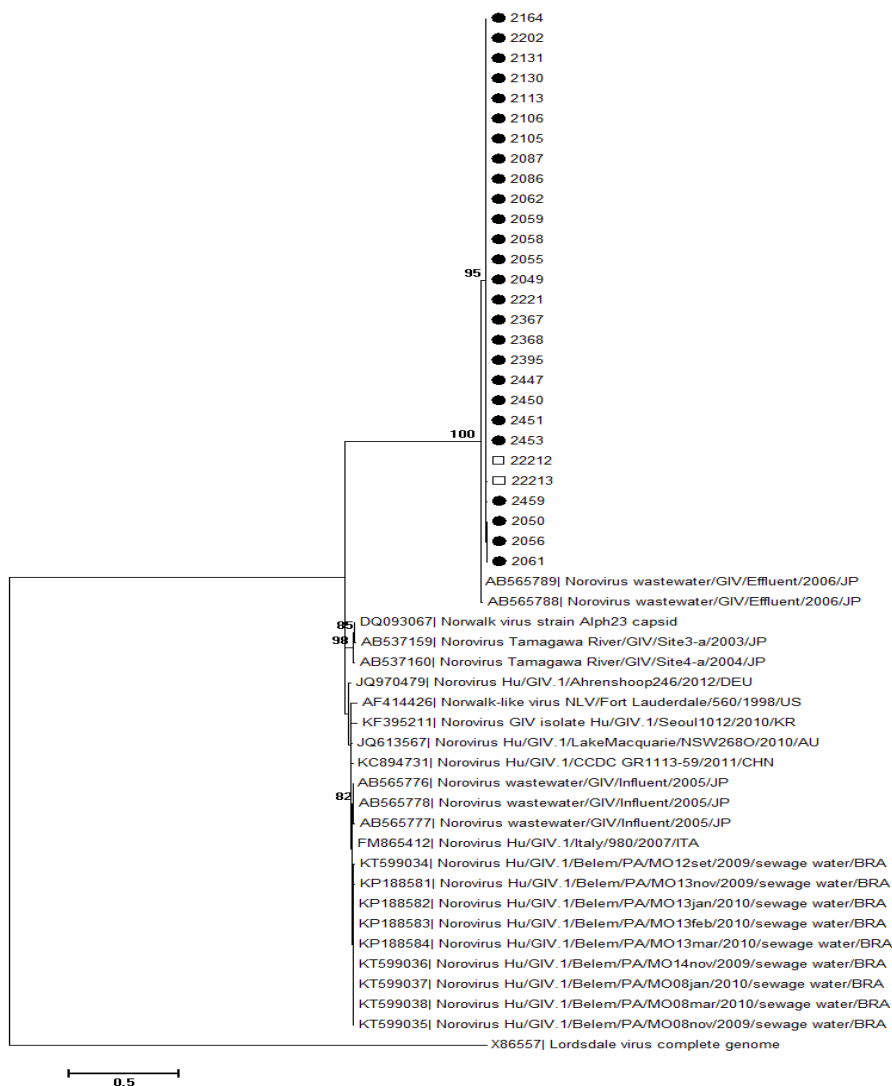 2164
2202
2131
2130
2113
2106
2105
2087
2086
2062
2059
2058
2055
2049
95
2221
2367
2368
2395
2447
2450
2451
100
2453
22212
22213
2459
2050
2056
2061
AB565789| Norovirus wastewater/GIV/Effluent/2006/JP
AB565788| Norovirus wastewater/GIV/Effluent/2006/JP
85
DQ093067| Norwalk virus strain Alph23 capsid
98
AB537159| Norovirus Tamagawa River/GIV/Site3-a/2003/JP
AB537160| Norovirus Tamagawa River/GIV/Site4-a/2004/JP
JQ970479| Norovirus Hu/GIV.1/Ahrenshoop246/2012/DEU
AF414426| Norwalk-like virus NLV/Fort Lauderdale/560/1998/US
KF395211| Norovirus GIV isolate Hu/GIV.1/Seoul1012/2010/KR
JQ613567| Norovirus Hu/GIV.1/LakeMacquarie/NSW268O/2010/AU
KC894731| Norovirus Hu/GIV.1/CCDC GR1113-59/2011/CHN
AB565776| Norovirus wastewater/GIV/Influent/2005/JP
82
AB565778| Norovirus wastewater/GIV/Influent/2005/JP
AB565777| Norovirus wastewater/GIV/Influent/2005/JP
FM865412| Norovirus Hu/GIV.1/Italy/980/2007/ITA
KT599034| Norovirus Hu/GIV.1/Belem/PA/MO12set/2009/sewage water/BRA
KP188581| Norovirus Hu/GIV.1/Belem/PA/MO13nov/2009/sewage water/BRA
KP188582| Norovirus Hu/GIV.1/Belem/PA/MO13jan/2010/sewage water/BRA
KP188583| Norovirus Hu/GIV.1/Belem/PA/MO13feb/2010/sewage water/BRA
KP188584| Norovirus Hu/GIV.1/Belem/PA/MO13mar/2010/sewage water/BRA
KT599036| Norovirus Hu/GIV.1/Belem/PA/MO14nov/2009/sewage water/BRA
KT599037| Norovirus Hu/GIV.1/Belem/PA/MO08jan/2010/sewage water/BRA
KT599038| Norovirus Hu/GIV.1/Belem/PA/MO08mar/2010/sewage water/BRA
KT599035| Norovirus Hu/GIV.1/Belem/PA/MO08nov/2009/sewage water/BRA
X86557| Lordsdale virus complete genome
0.5